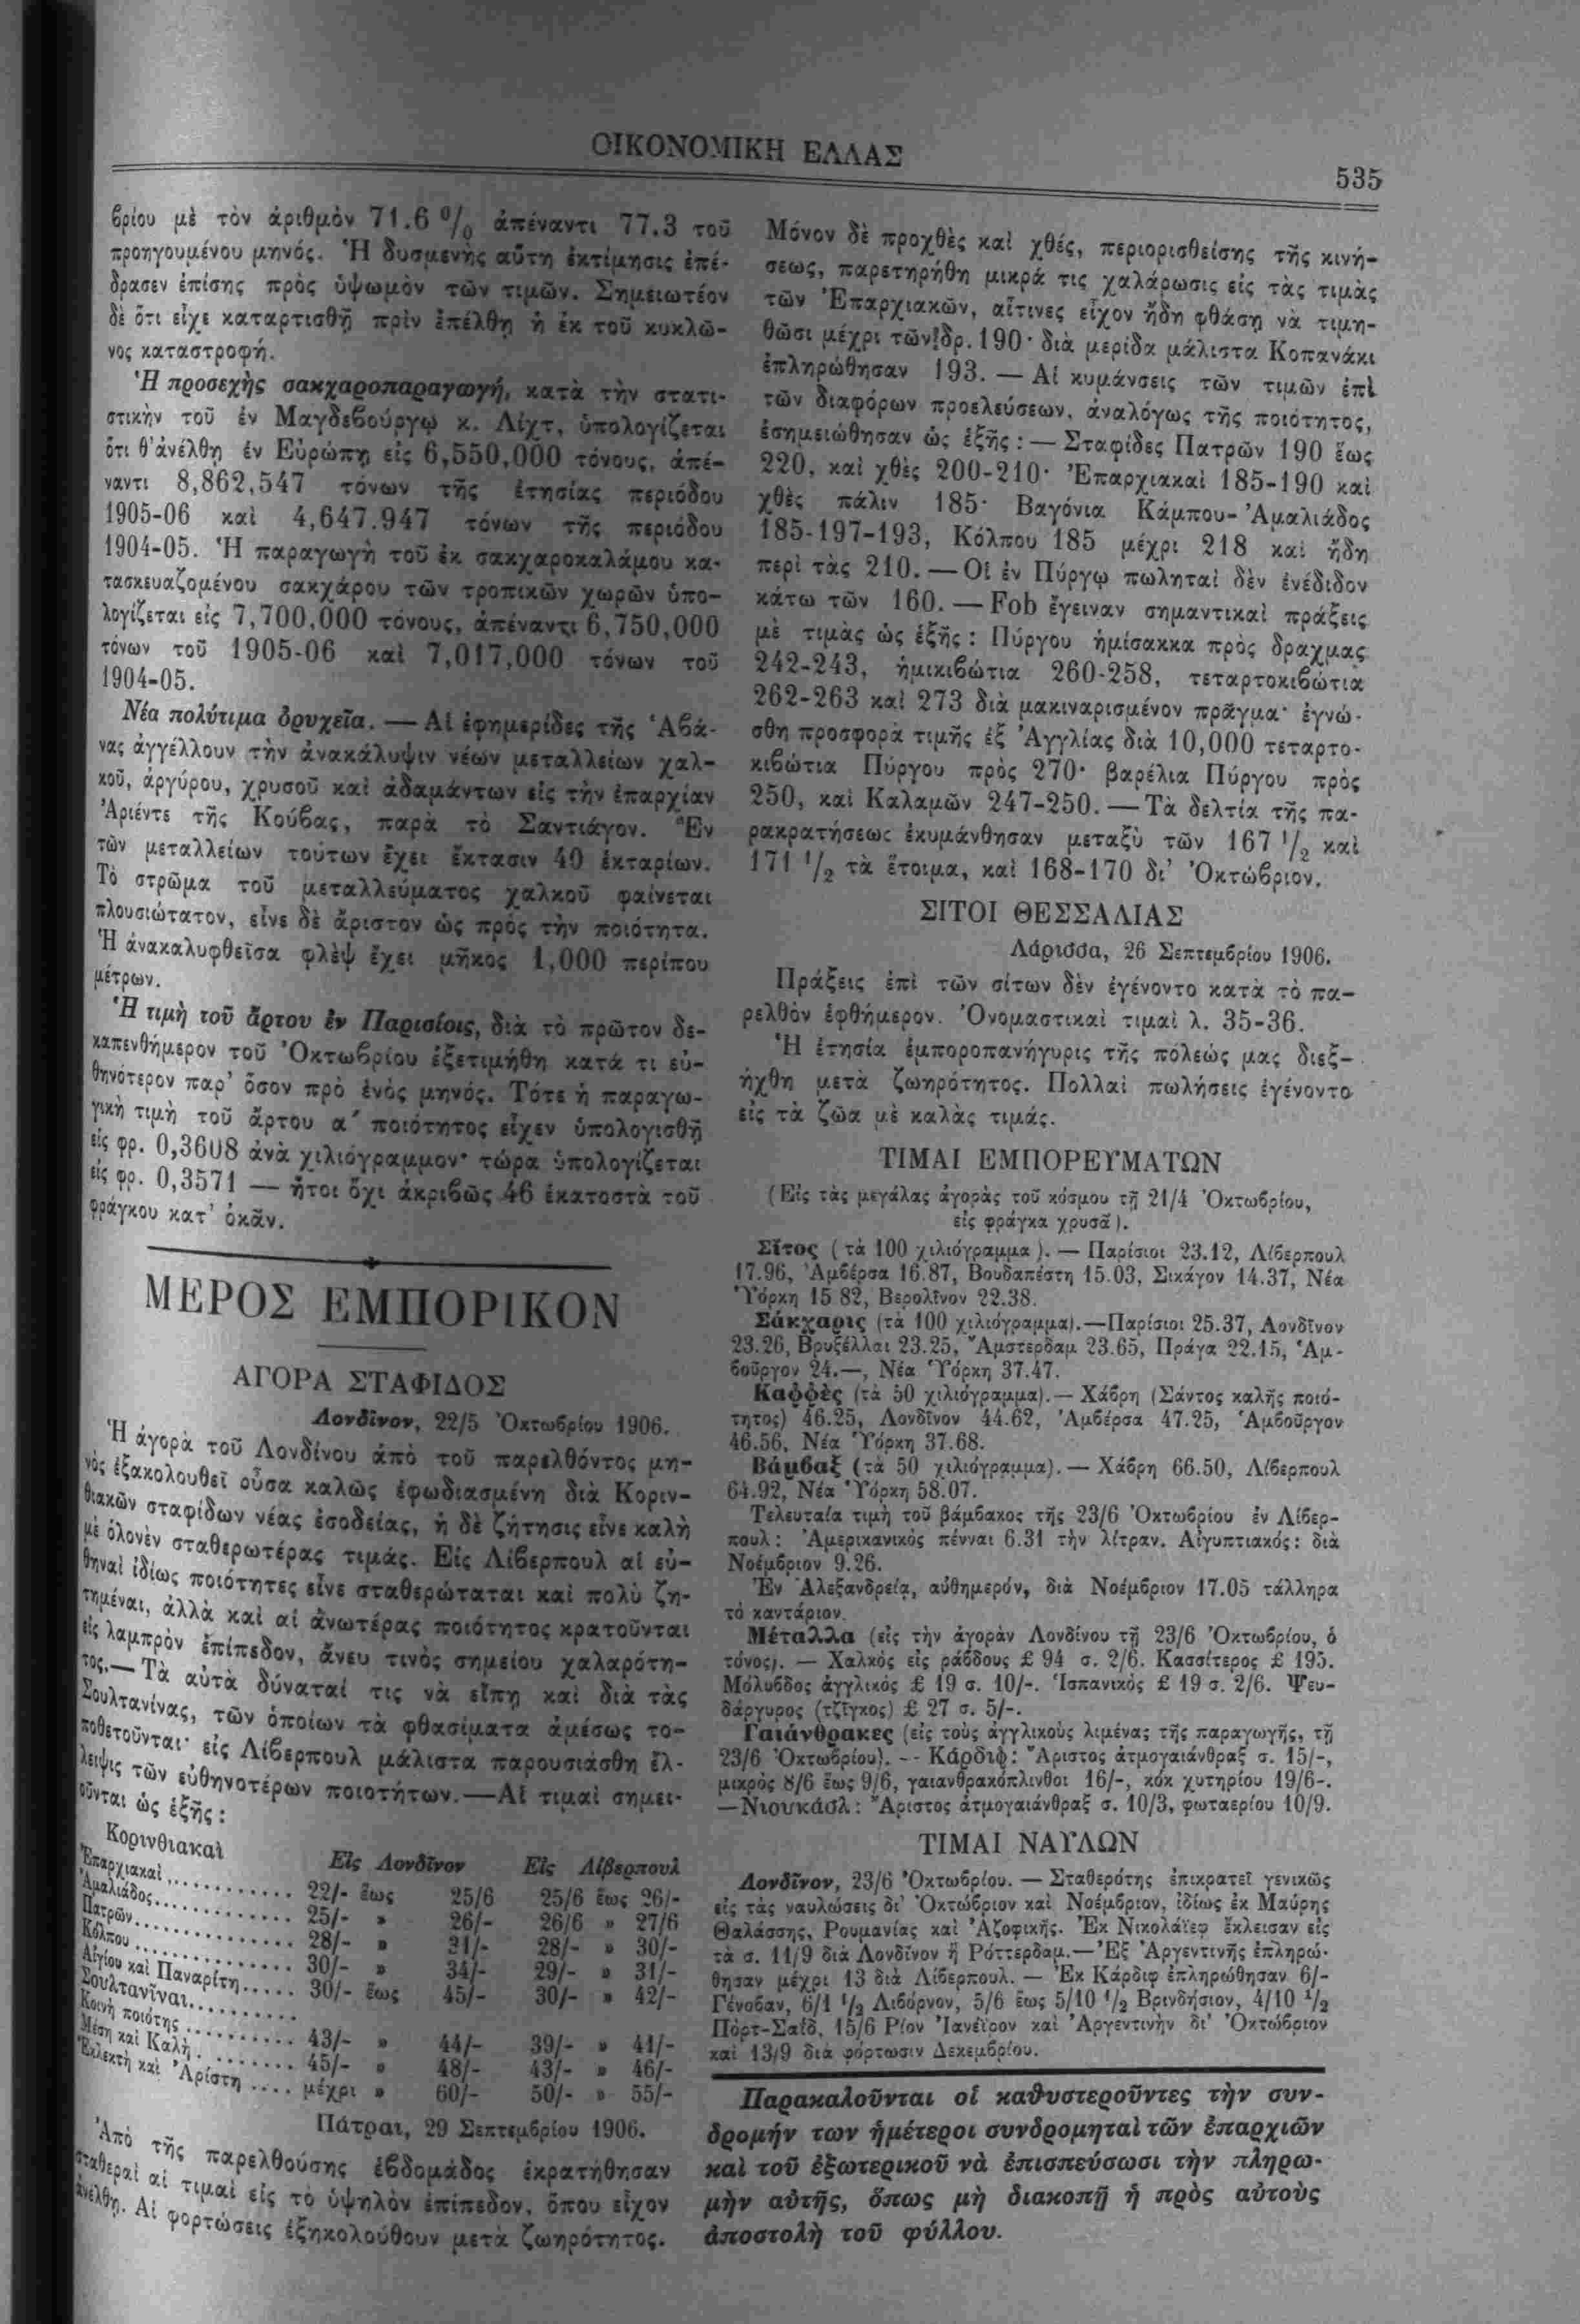 ΟΙΚΟΝΟΜΙΚΗ ΕΛΛΑΣ
535
βρίου μὲ τὸν ἀριθμὸν 71.6 % ἀπέναντι 77.3 τοῦ
προηγουμένου μηνός. Ἡ δυσμενὴς αὕτη ἐκτίμησις ἐπέ-
δρασεν ἐπίσης πρὸς ὑψωμὸν τῶν τιμῶν. Σημειωτέον
δὲ ὅτι εἶχε καταρτισθῆ πρὶν ἐπέλθῃ ἡ ἐκ τοῦ κυκλῶ-
νος καταστροφή.
Ἡ προσεχὴς σακχαροπαραγωγή, κατὰ τὴν στατι-
στικὴν τοῦ ἐν Μαγδεβούργῳ κ. Λίχτ, ὑπολογίζεται
ὅτι θ' ἀνέλθῃ ἐν Εὐρώπῃ εἰς 6,550,000 τόνους, ἀπέ-
ναντι 8,862,547 τόνων τῆς ἐτησίας περιόδου
1905-06 καὶ 4,647.947 τόνων τῆς περιόδου
1904-05. Ἡ παραγωγὴ τοῦ ἐκ σακχαροκαλάμου κα-
τασκευαζομένου σακχάρου τῶν τροπικῶν χωρῶν ὑπο-
λογίζεται εἰς 7,700,000 τόνους, ἀπέναντι 6,750,000
τόνων τοῦ 1905-06 καὶ 7,017,000 τόνων τοῦ
1904-05.
Νέα πολύτιμα ὀρυχεῖα. — Αἱ ἐφημερίδες τῆς Ἀβά-
νας ἀγγέλλουν τὴν ἀνακάλυψιν νέων μεταλλείων χαλ-
κοῦ, ἀργύρου, χρυσοῦ καὶ ἀδαμάντων εἰς τὴν ἐπαρχίαν
Ἀριέντε τῆς Κούβας, παρὰ τὸ Σαντιάγον. Ἓν
τῶν μεταλλείων τούτων ἔχει ἔκτασιν 40 ἑκταρίων.
Τὸ στρῶμα τοῦ μεταλλεύματος χαλκοῦ φαίνεται
πλουσιώτατον, εἶνε δὲ ἄριστον ὡς πρὸς τὴν ποιότητα.
Ἡ ἀνακαλυφθεῖσα φλὲψ ἔχει μῆκος 1,000 περίπου
μέτρων.
Ἡ τιμὴ τοῦ ἄρτου ἐν Παρισίοις, διὰ τὸ πρῶτον δε-
καπενθήμερον τοῦ Ὀκτωβρίου ἐξετιμήθη κατά τι εὐ-
θηνότερον παρ' ὅσον πρὸ ἑνὸς μηνός. Τότε ἡ παραγω-
γικὴ τιμὴ τοῦ ἄρτου α΄ ποιότητος εἶχεν ὑπολογισθῆ
εἰς φρ. 0,3608 ἀνὰ χιλιόγραμμον· τώρα ὑπολογίζεται
εἰς φρ. 0,3571 — ἤτοι ὄχι ἀκριβῶς 46 ἑκατοστὰ τοῦ
φράγκου κατ' ὀκᾶν.
ΜΕΡΟΣ ΕΜΠΟΡΙΚΟΝ
ΑΓΟΡΑ ΣΤΑΦΙΔΟΣ
Λονδῖνον, 22/5 Ὀκτωβρίου 1906.
Ἡ ἀγορὰ τοῦ Λονδίνου ἀπὸ τοῦ παρελθόντος μη-
νὸς ἐξακολουθεῖ οὖσα καλῶς ἐφωδιασμένη διὰ Κοριν-
θιακῶν σταφίδων νέας ἐσοδείας, ἡ δὲ ζήτησις εἶνε καλὴ
μὲ ὁλονὲν σταθερωτέρας τιμάς. Εἰς Λίβερπουλ αἱ εὐ-
θηναὶ ἰδίως ποιότητες εἶνε σταθερώταται καὶ πολὺ ζη-
τημέναι, ἀλλὰ καὶ αἱ ἀνωτέρας ποιότητος κρατοῦνται
εἰς λαμπρὸν ἐπίπεδον, ἄνευ τινὸς σημείου χαλαρότη-
τος.— Τὰ αὐτὰ δύναταί τις νὰ εἴπῃ καὶ διὰ τὰς
Σουλτανίνας, τῶν ὁποίων τὰ φθασίματα ἀμέσως το-
ποθετοῦνται· εἰς Λίβερπουλ μάλιστα παρουσιάσθη ἔλ-
λειψις τῶν εὐθηνοτέρων ποιοτήτων.—Αἱ τιμαὶ σημει-
οῦνται ὡς ἑξῆς:
Κορινθιακαὶ Εἰς Λονδῖνον Εἰς Λίβερπουλ
Ἐπαρχιακαί ............ 22/- ἕως 25/6 25/6 ἕως 26/-
Ἀμαλιάδος.............. 25/- » 26/- 26/6 » 27/6
Πατρῶν................ 28/- » 31/- 28/- » 30/-
Κόλπου ................ 30/- » 34/- 29/- » 31/-
Αἰγίου καὶ Παναρίτη..... 30/- ἕως 45/- 30/- » 42/-
Σουλτανῖναι..........
Κοινὴ ποιότης .......... 43/- » 44/- 39/- » 41/-
Μέση καὶ Καλὴ. ........ 45/- » 48/- 43/- » 46/-
Ἐκλεκτὴ καὶ Ἀρίστη .... μέχρι » 60/- 50/- » 55/-
Πάτραι, 29 Σεπτεμβρίου 1906.
Ἀπὸ τῆς παρελθούσης ἑβδομάδος ἐκρατήθησαν
σταθεραὶ αἱ τιμαὶ εἰς τὸ ὑψηλὸν ἐπίπεδον, ὅπου εἶχον
ἀνέλθῃ. Αἱ φορτώσεις ἐξηκολούθουν μετὰ ζωηρότητος.
Μόνον δὲ προχθὲς καὶ χθές, περιορισθείσης τῆς κινή-
σεως, παρετηρήθη μικρά τις χαλάρωσις εἰς τὰς τιμὰς
τῶν Ἐπαρχιακῶν, αἵτινες εἶχον ἤδη φθάσῃ νὰ τιμη-
θῶσι μέχρι τῶν δρ. 190· διὰ μερίδα μάλιστα Κοπανάκι
ἐπληρώθησαν 193. — Αἱ κυμάνσεις τῶν τιμῶν ἐπὶ
τῶν διαφόρων προελεύσεων, ἀναλόγως τῆς ποιότητος,
ἐσημειώθησαν ὡς ἑξῆς: — Σταφίδες Πατρῶν 190 ἕως
220, καὶ χθὲς 200-210· Ἐπαρχιακαὶ 185-190 καὶ
χθὲς πάλιν 185· Βαγόνια Κάμπου-Ἀμαλιάδος
185-197-193, Κόλπου 185 μέχρι 218 καὶ ἤδη
περὶ τὰς 210. — Οἱ ἐν Πύργῳ πωληταὶ δὲν ἐνέδιδον
κάτω τῶν 160. — Fob ἔγειναν σημαντικαὶ πράξεις
μὲ τιμὰς ὡς ἑξῆς: Πύργου ἡμίσακκα πρὸς δραχμας
242-243, ἡμικιβώτια 260-258, τεταρτοκιβώτια
262-263 καὶ 273 διὰ μακιναρισμένον πρᾶγμα· ἐγνώ-
σθη προσφορὰ τιμῆς ἐξ Ἀγγλίας διὰ 10,000 τεταρτο-
κιβώτια Πύργου πρὸς 270· βαρέλια Πύργου πρὸς
250, καὶ Καλαμῶν 247-250. — Τὰ δελτία τῆς πα-
ρακρατήσεως ἐκυμάνθησαν μεταξὺ τῶν 167 1/2 καὶ
171 1/2 τὰ ἕτοιμα, καὶ 168-170 δι' Ὀκτώβριον.
ΣΙΤΟΙ ΘΕΣΣΑΛΙΑΣ
Λάρισσα, 26 Σεπτεμβρίου 1906.
Πράξεις ἐπὶ τῶν σίτων δὲν ἐγένοντο κατὰ τὸ πα-
ρελθὸν ἑφθήμερον. Ὀνομαστικαὶ τιμαὶ λ. 35-36.
Ἡ ἐτησία ἐμποροπανήγυρις τῆς πόλεώς μας διεξ-
ήχθη μετὰ ζωηρότητος. Πολλαὶ πωλήσεις ἐγένοντο
εἰς τὰ ζῶα μὲ καλὰς τιμάς.
ΤΙΜΑΙ ΕΜΠΟΡΕΥΜΑΤΩΝ
(Εἰς τὰς μεγάλας ἀγορὰς τοῦ κόσμου τῇ 21/4 Ὀκτωβρίου,
εἰς φράγκα χρυσᾶ).
Σῖτος (τὰ 100 χιλιόγραμμα). — Παρίσιοι 23.12, Λίβερπουλ
17.96, Ἀμβέρσα 16.87, Βουδαπέστη 15.03, Σικάγον 14.37, Νέα
Ὑόρκη 15 82, Βερολῖνον 22.38.
Σάκχαρις (τὰ 100 χιλιόγραμμα).—Παρίσιοι 25.37, Λονδῖνον
23.26, Βρυξέλλαι 23.25, Ἄμστερδαμ 23.65, Πράγα 22.15, Ἁμ-
βοῦργον 24.—, Νέα Ὑόρκη 37.47.
Καφφὲς (τὰ 50 χιλιόγραμμα).— Χάβρη (Σάντος καλῆς ποιό-
τητος) 46.25, Λονδῖνον 44.62, Ἀμβέρσα 47.25, Ἁμβοῦργον
46.56, Νέα Ὑόρκη 37.68.
Βάμβαξ (τὰ 50 χιλιόγραμμα).— Χάβρη 66.50, Λίβερπουλ
64.92, Νέα Ὑόρκη 58.07.
Τελευταία τιμὴ τοῦ βάμβακος τῆς 23/6 Ὀκτωβρίου ἐν Λίβερ-
πουλ: Ἀμερικανικὸς πένναι 6.31 τὴν λίτραν. Αἰγυπτιακός: διὰ
Νοέμβριον 9.26.
Ἐν Ἀλεξανδρείᾳ, αὐθημερόν, διὰ Νοέμβριον 17.05 τάλληρα
τὸ καντάριον.
Μέταλλα (εἰς τὴν ἀγορὰν Λονδίνου τῇ 23/6 Ὀκτωβρίου, ὁ
τόνος). — Χαλκὸς εἰς ράβδους £ 94 σ. 2/6. Κασσίτερος £ 195.
Μόλυβδος ἀγγλικὸς £ 19 σ. 10/-. Ἱσπανικὸς £ 19 σ. 2/6. Ψευ-
δάργυρος (τζῖγκος) £ 27 σ. 5/-.
Γαιάνθρακες (εἰς τοὺς ἀγγλικοὺς λιμένας τῆς παραγωγῆς, τῇ
23/6 Ὀκτωβρίου). -- Κάρδιφ: Ἄριστος ἀτμογαιάνθραξ σ. 15/-,
μικρὸς 8/6 ἕως 9/6, γαιανθρακόπλινθοι 16/-, κὸκ χυτηρίου 19/6-.
—Νιουκάσλ: Ἄριστος ἀτμογαιάνθραξ σ. 10/3, φωταερίου 10/9.
ΤΙΜΑΙ ΝΑΥΛΩΝ
Λονδῖνον, 23/6 Ὀκτωβρίου. — Σταθερότης ἐπικρατεῖ γενικῶς
εἰς τὰς ναυλώσεις δι' Ὀκτώβριον καὶ Νοέμβριον, ἰδίως ἐκ Μαύρης
Θαλάσσης, Ρουμανίας καὶ Ἀζοφικῆς. Ἐκ Νικολάϊεφ ἔκλεισαν εἰς
τὰ σ. 11/9 διὰ Λονδῖνον ἢ Ρόττερδαμ.—Ἐξ Ἀργεντινῆς ἐπληρώ-
θησαν μέχρι 13 διὰ Λίβερπουλ. — Ἐκ Κάρδιφ ἐπληρώθησαν 6/-
Γένοβαν, 6/1 1/2 Λιβόρνον, 5/6 ἕως 5/10 1/2 Βρινδήσιον, 4/10 1/2
Πόρτ-Σαΐδ, 15/6 Ρίον Ἰανέϊρον καὶ Ἀργεντινὴν δι' Ὀκτώβριον
καὶ 13/9 διὰ φόρτωσιν Δεκεμβρίου.
Παρακαλοῦνται οἱ καθυστεροῦντες τὴν συν-
δρομήν των ἡμέτεροι συνδρομηταὶ τῶν ἐπαρχιῶν
καὶ τοῦ ἐξωτερικοῦ νὰ ἐπισπεύσωσι τὴν πληρω-
μὴν αὐτῆς, ὅπως μὴ διακοπῇ ἡ πρὸς αὐτοὺς
ἀποστολὴ τοῦ φύλλου.